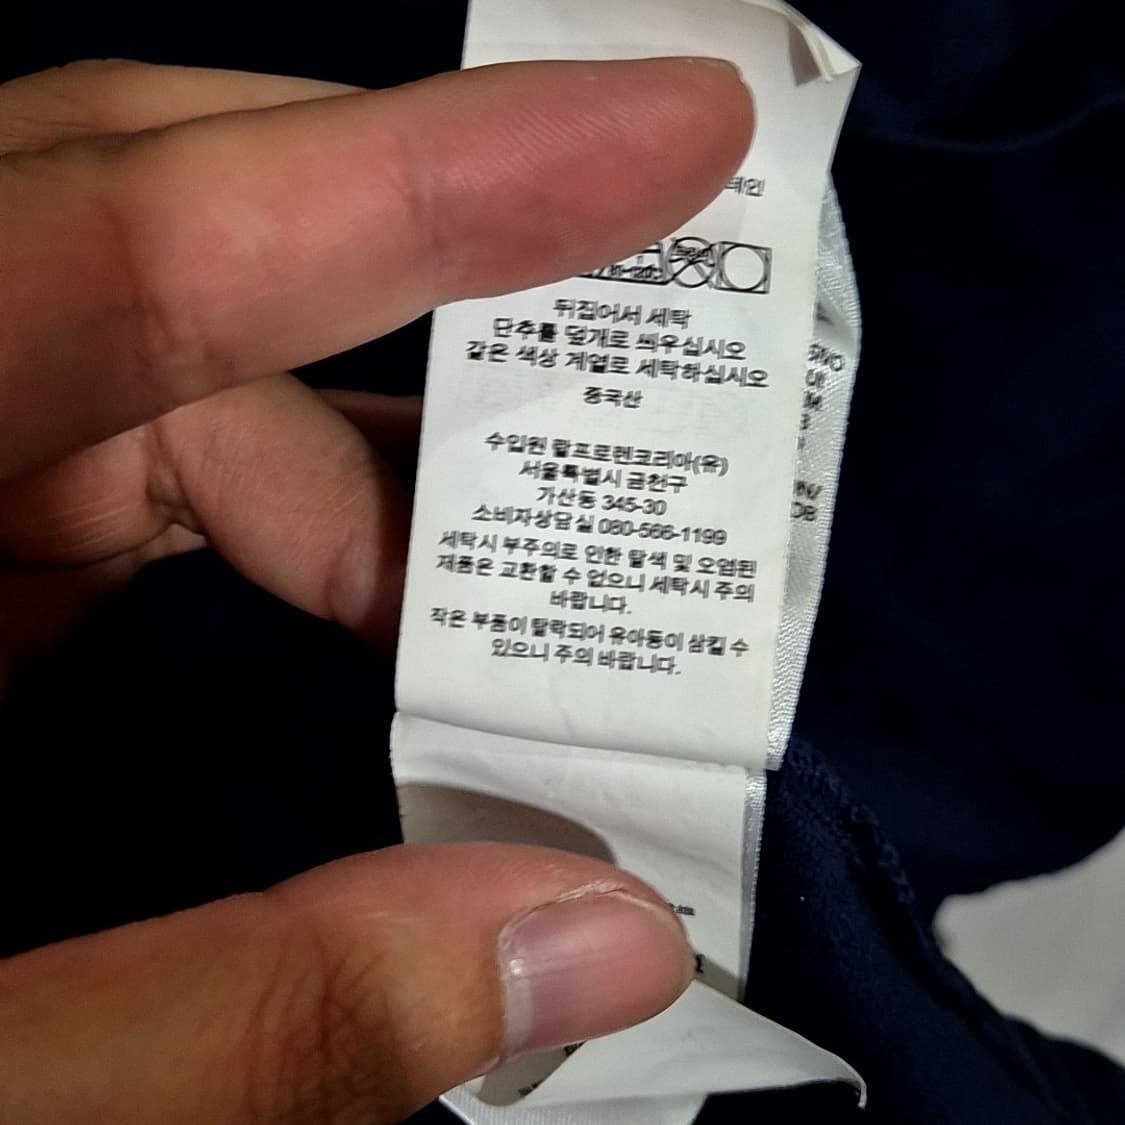 테인
뒤집어서 세탁
단추를 덮개로 씌우십시오
같은 색상 계열로 세탁하십시오
중국산
수입원 랄프로렌코리아(유)
서울특별시 금천구
가산동 345-30
소비자상담실 080-566-1199
세탁시 부주의로 인한 탈색 및 오염된
제품은 교환할 수 없으니 세탁시 주의
바랍니다.
작은 부품이 탈락되어 유아동이 삼킬 수
있으니 주의 바랍니다.